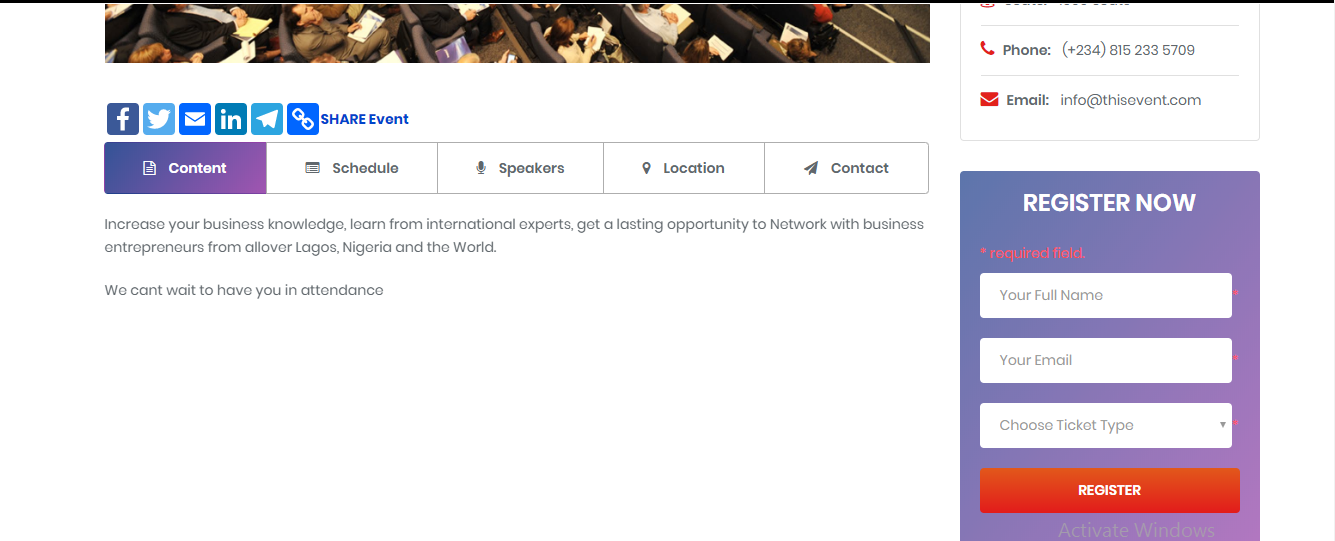 Phone: (+234) 815 233 5709
Email: info@thisevent.com
SHARE Event
Content Schedule Speakers Location Contact
Increase your business knowledge, learn from international experts, get a lasting opportunity to Network with business
entrepreneurs from allover Lagos, Nigeria and the World.
We cant wait to have you in attendance
REGISTER NOW
* required field.
Your Full Name *
Your Email *
Choose Ticket Type *
REGISTER
Activate Windows